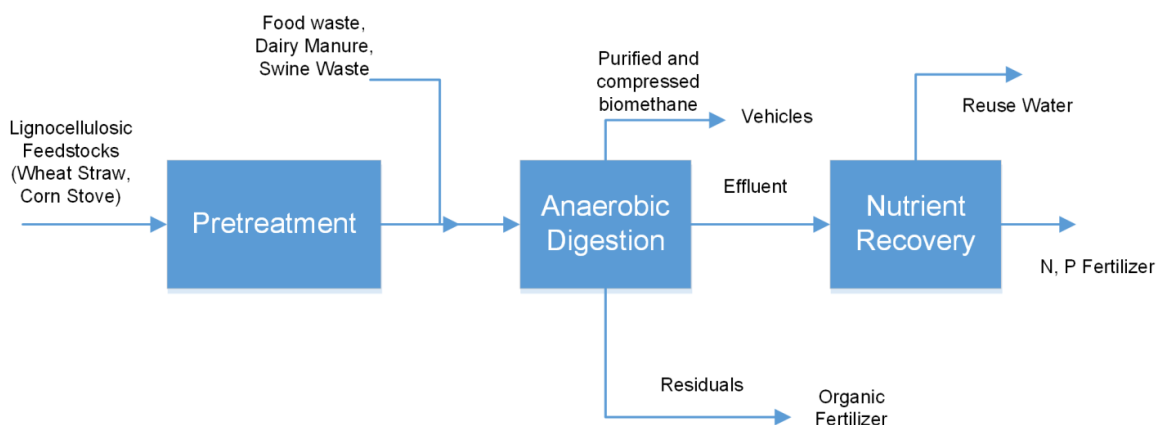 Food waste,
Dairy Manure,
Swine Waste
Lignocellulosic
Feedstocks
(Wheat Straw,
Corn Stove)
Pretreatment
Purified and
compressed
biomethane
Vehicles
Anaerobic
Digestion
Effluent
Residuals
Organic
Fertilizer
Nutrient
Recovery
Reuse Water
N, P Fertilizer